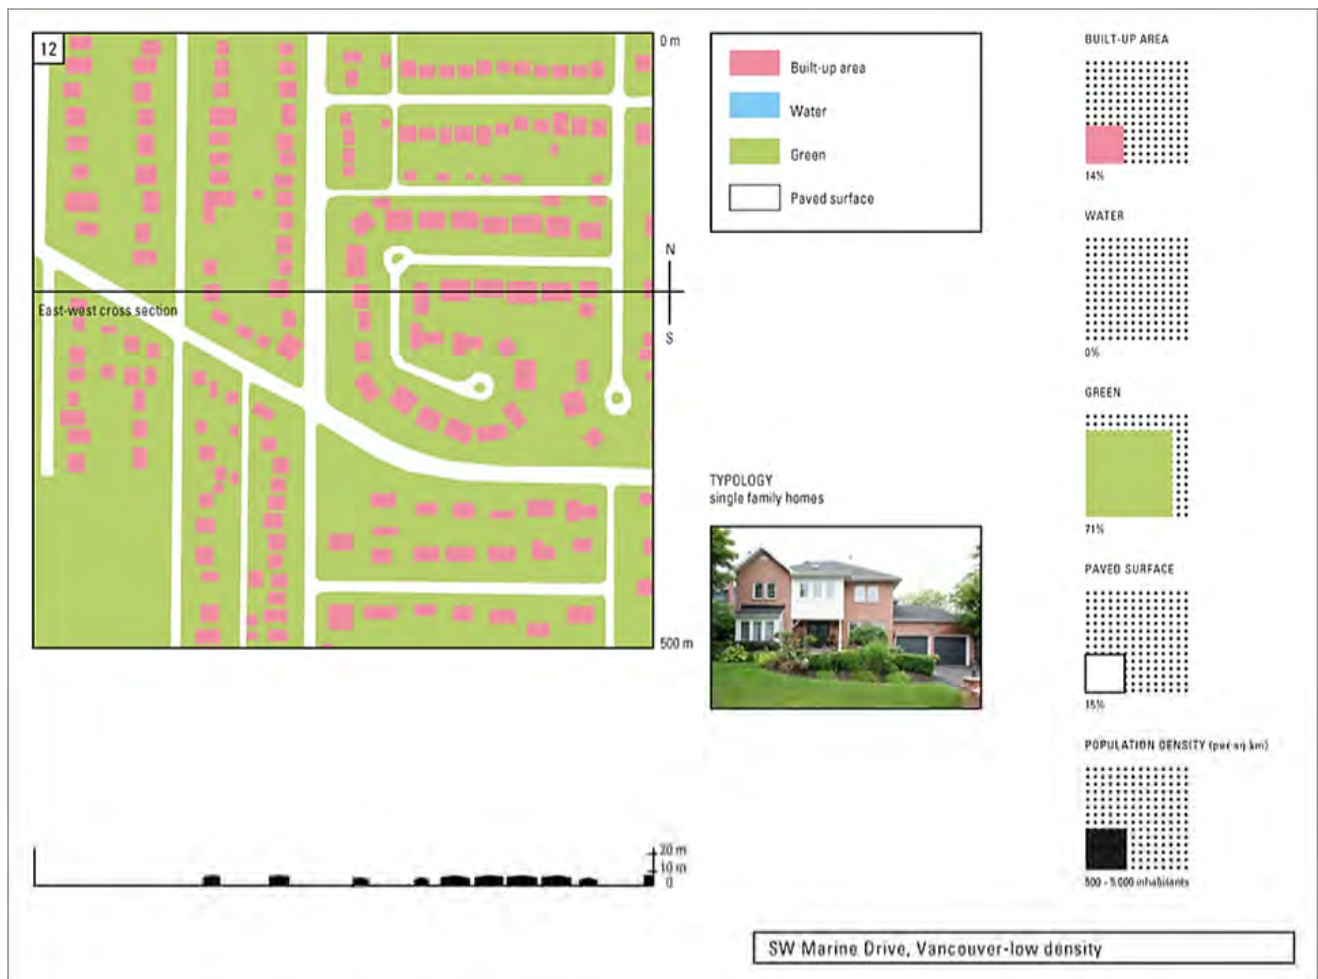 12
0 m
Built-up area
Water
Green
Paved surface
N
East-west cross section
S
500 m
TYPOLOGY
single family homes
BUILT-UP AREA
14%
WATER
0%
GREEN
71%
PAVED SURFACE
15%
POPULATION DENSITY (per sq km)
500 - 5.000 inhabitants
20 m
10 m
0
SW Marine Drive, Vancouver-low density